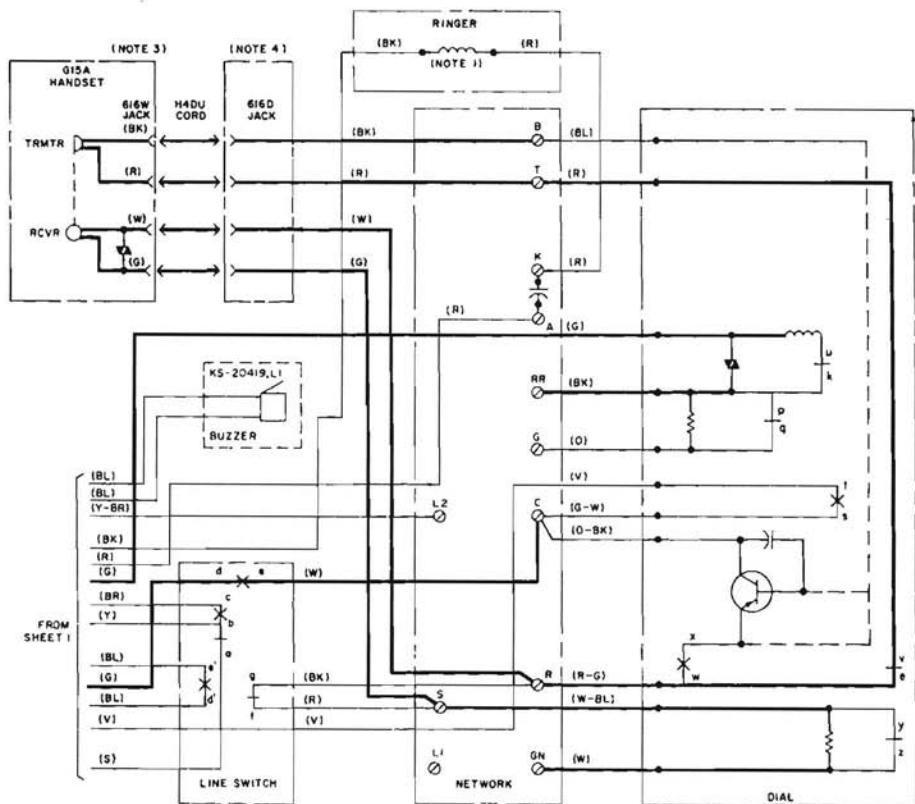 RINGER
(BK) (R)
(NOTE 1)
(NOTE 3) (NOTE 4)
G15A
HANDSET
616W
JACK
H4DU
CORD
616D
JACK
(BK) (BK) B (BL)
TRMTR
(R) (R) T (R)
(W) (W)
RCVR
(G) (G)
K
(R)
(R) A (G)
u
k
KS-20419,L1
BUZZER
RR (BK)
p
q
G (O)
(V)
(BL)
(BL)
(Y-BR) L2
C (G-W)
s
(O-BK)
(BK)
(R)
(G)
d e (W)
(BR) c
(Y) b
a
FROM
SHEET 1
(BL) e'
(G)
(BL) d'
g (BK) R (R-G)
x
w
v
e
f (R) S (W-BL)
(V) (V)
y
z
L1 GN (W)
(S)
LINE SWITCH
NETWORK
DIAL